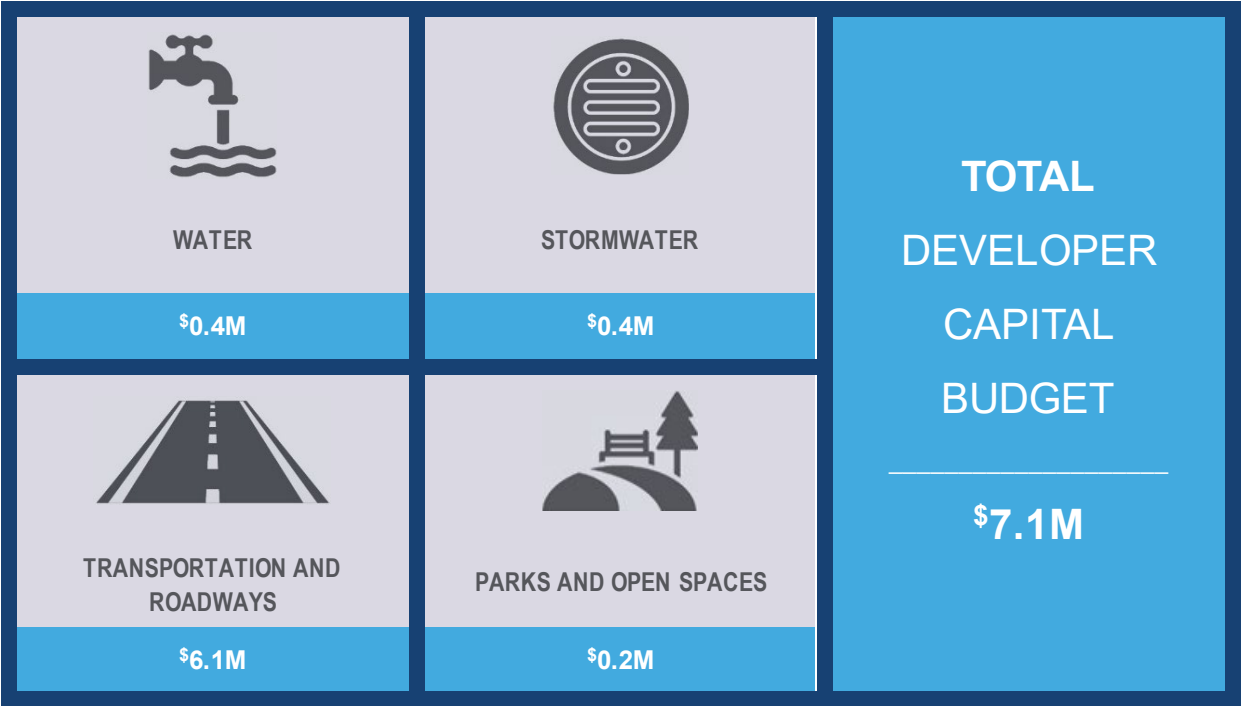 WATER
$0.4M
STORMWATER
$0.4M
TRANSPORTATION AND
ROADWAYS
$6.1M
PARKS AND OPEN SPACES
$0.2M
TOTAL
DEVELOPER
CAPITAL
BUDGET
$7.1M